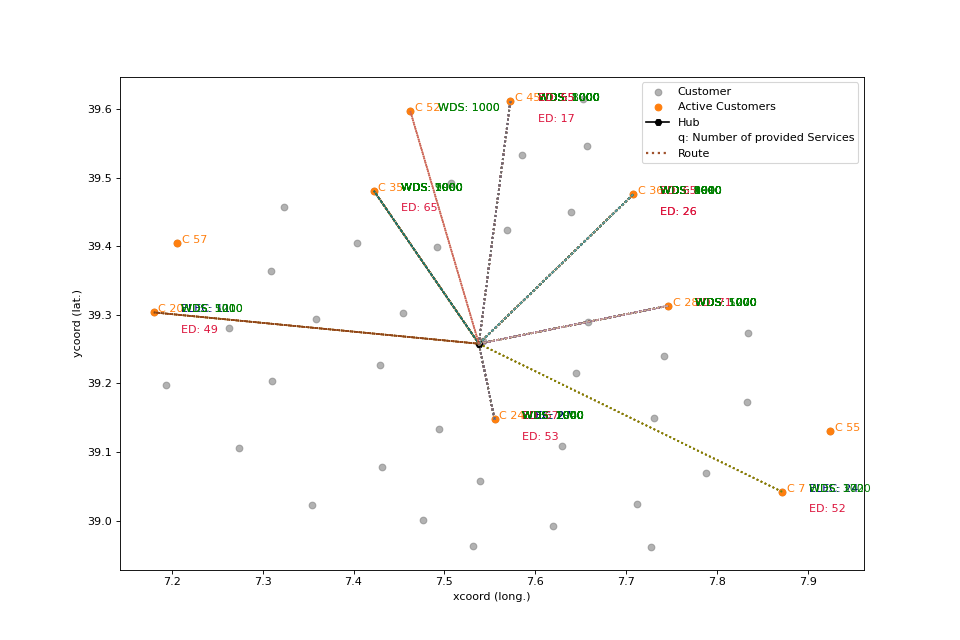 Customer
Active Customers
Hub
q: Number of provided Services
Route
39.6
39.5
39.4
39.3
39.2
39.1
39.0
7.2
7.3
7.4
7.5
7.6
7.7
7.8
7.9
xcoord (long.)
ycoord (lat.)
C 52
WDS: 1000
C 45
ED: 17
C 35
ED: 65
C 36
ED: 26
C 57
C 20
ED: 49
C 28
C 24
ED: 53
C 55
C 7
ED: 52